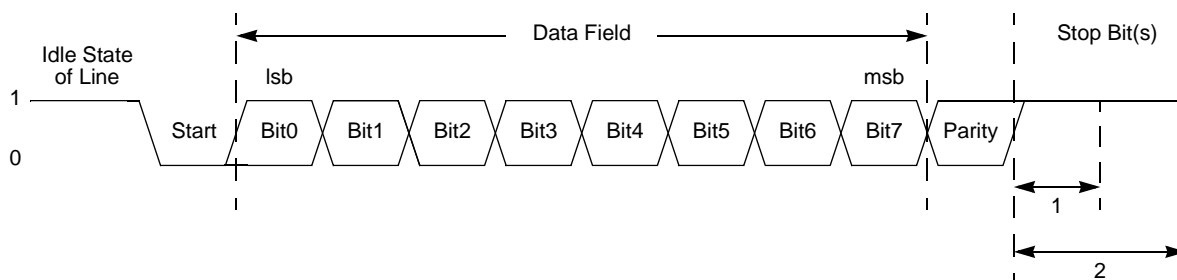 Data Field
Stop Bit(s)
Idle State
of Line
lsb
msb
1
Start
Bit0
Bit1
Bit2
Bit3
Bit4
Bit5
Bit6
Bit7
Parity
0
1
2